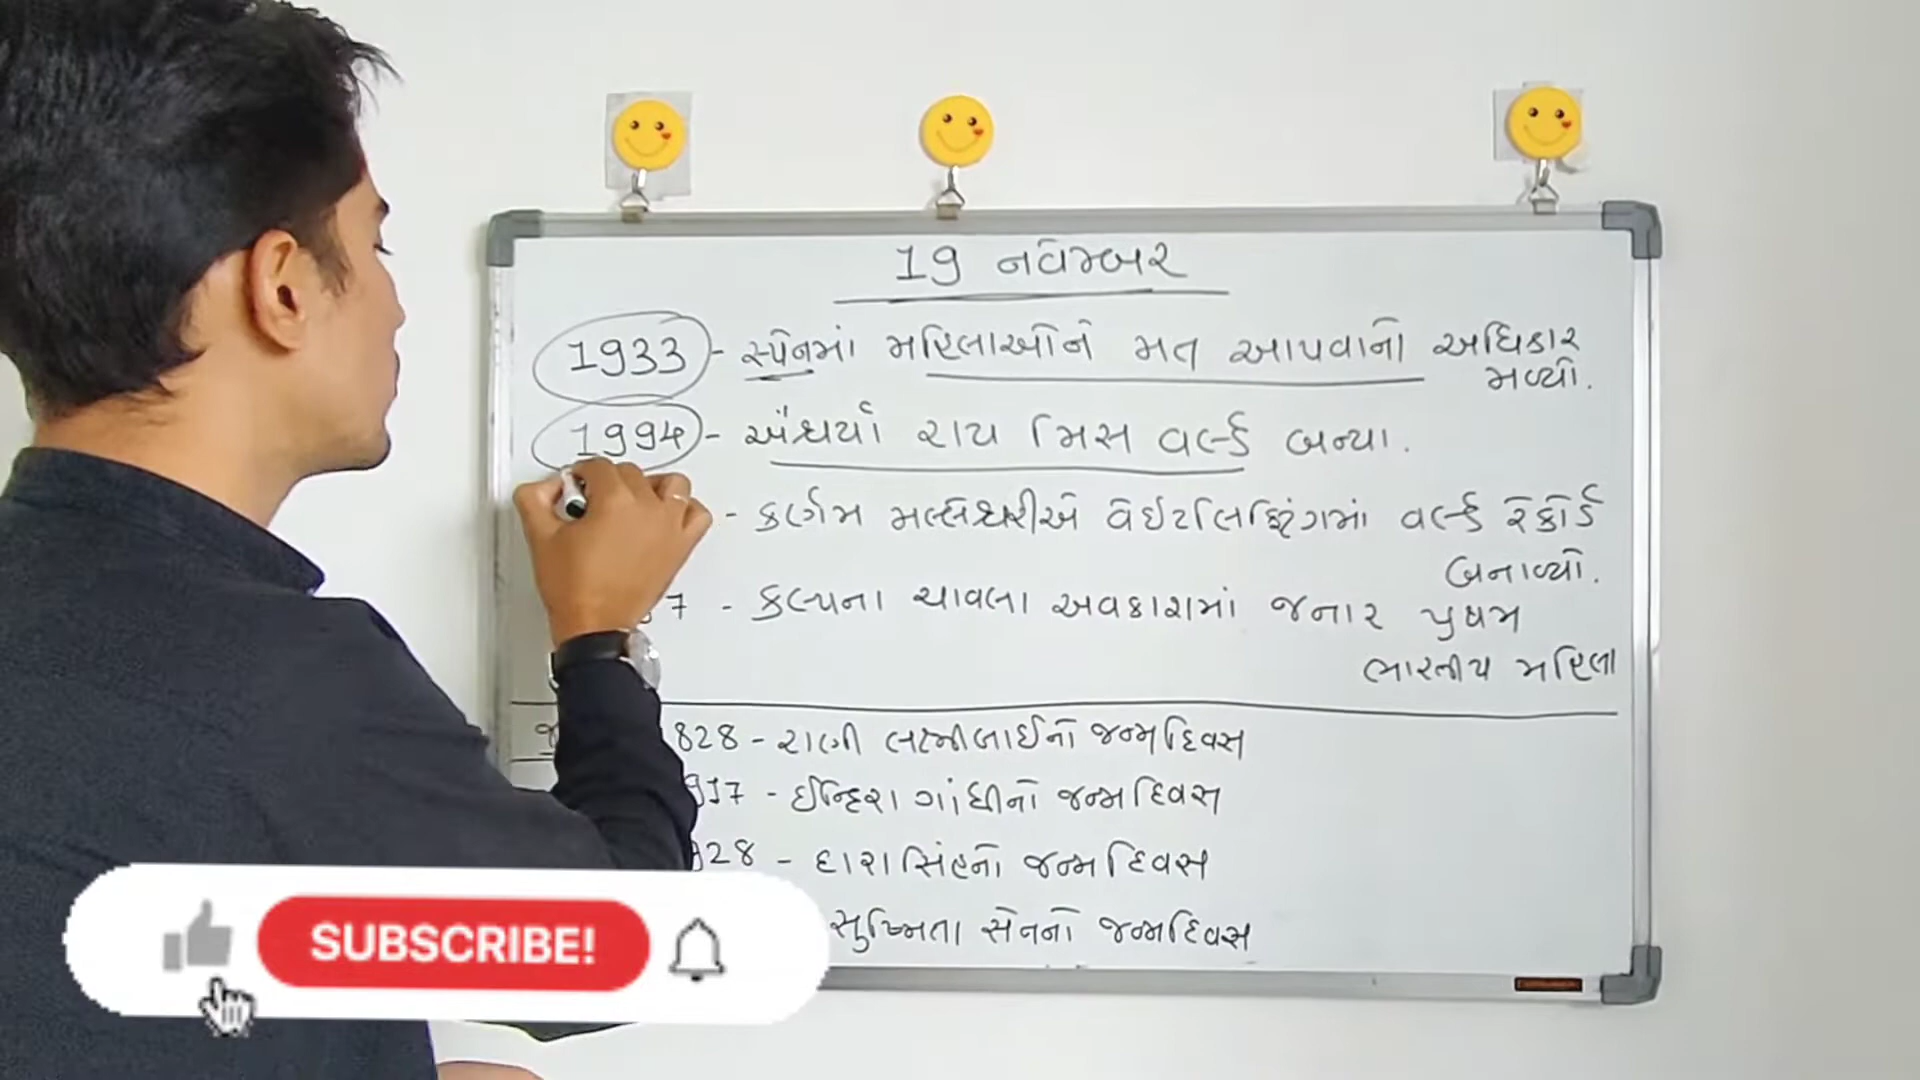 19 નવેમ્બર
1933 - સ્પેનમાં મહિલાઓને મત આપવાનો અધિકાર
મળ્યો.
1994 - ઐશ્વર્યા રાય મિસ વર્લ્ડ બન્યા.
- કર્ણમ મલ્લેશ્વરીએ વેઈટલિફ્ટિંગમાં વર્લ્ડ રેકોર્ડ
બનાવ્યો.
7 - કલ્પના ચાવલા અવકાશમાં જનાર પ્રથમ
ભારતીય મહિલા
828 - રાણી લક્ષ્મીબાઈનો જન્મદિવસ
917 - ઈન્દિરા ગાંધીનો જન્મદિવસ
928 - દારાસિંહનો જન્મદિવસ
સુષ્મિતા સેનનો જન્મદિવસ
SUBSCRIBE!